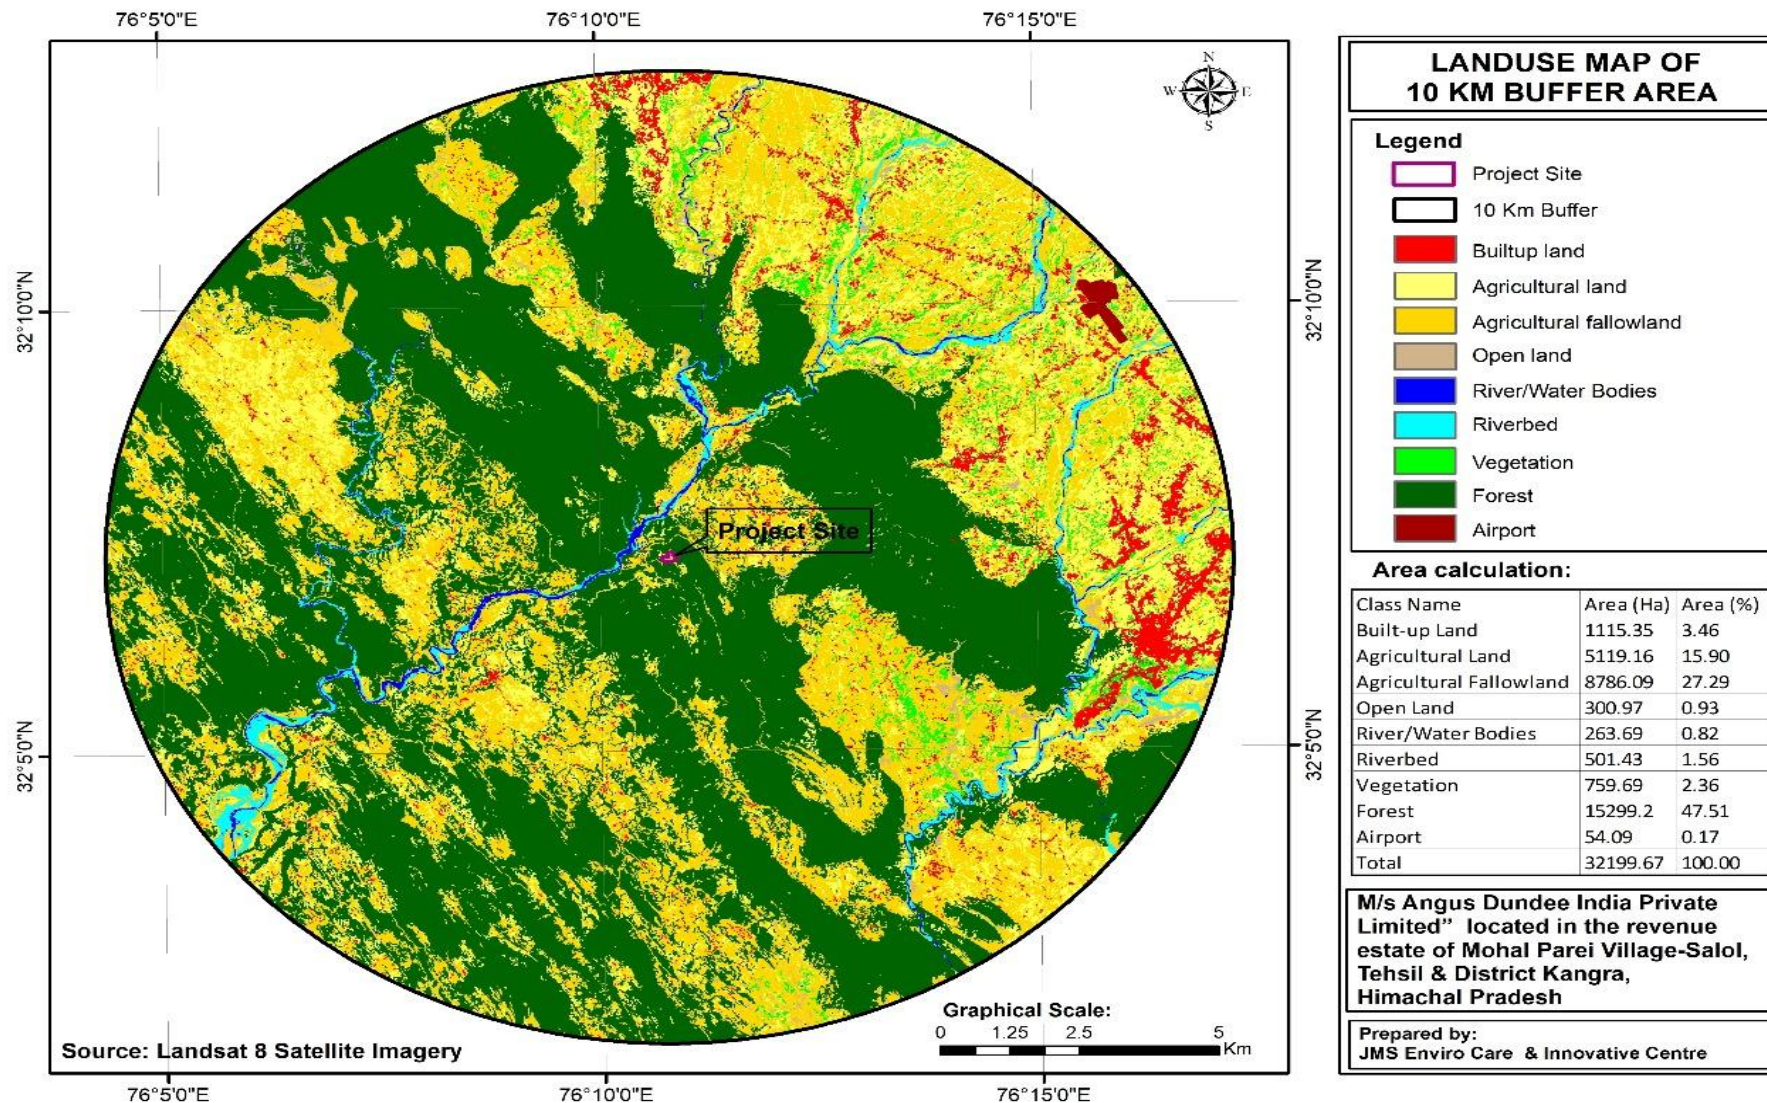 76°5'0"E
76°10'0"E
76°15'0"E
N
W
E
S
32°10'0"N
32°10'0"N
Project Site
32°5'0"N
32°5'0"N
Graphical Scale:
0 1.25 2.5 5
Km
Source: Landsat 8 Satellite Imagery
76°5'0"E
76°10'0"E
76°15'0"E
LANDUSE MAP OF
10 KM BUFFER AREA
Legend
Project Site
10 Km Buffer
Builtup land
Agricultural land
Agricultural fallowland
Open land
River/Water Bodies
Riverbed
Vegetation
Forest
Airport
Area calculation:
Class Name Area (Ha) Area (%)
Built-up Land 1115.35 3.46
Agricultural Land 5119.16 15.90
Agricultural Fallowland 8786.09 27.29
Open Land 300.97 0.93
River/Water Bodies 263.69 0.82
Riverbed 501.43 1.56
Vegetation 759.69 2.36
Forest 15299.2 47.51
Airport 54.09 0.17
Total 32199.67 100.00
M/s Angus Dundee India Private
Limited” located in the revenue
estate of Mohal Parei Village-Salol,
Tehsil & District Kangra,
Himachal Pradesh
Prepared by:
JMS Enviro Care & Innovative Centre